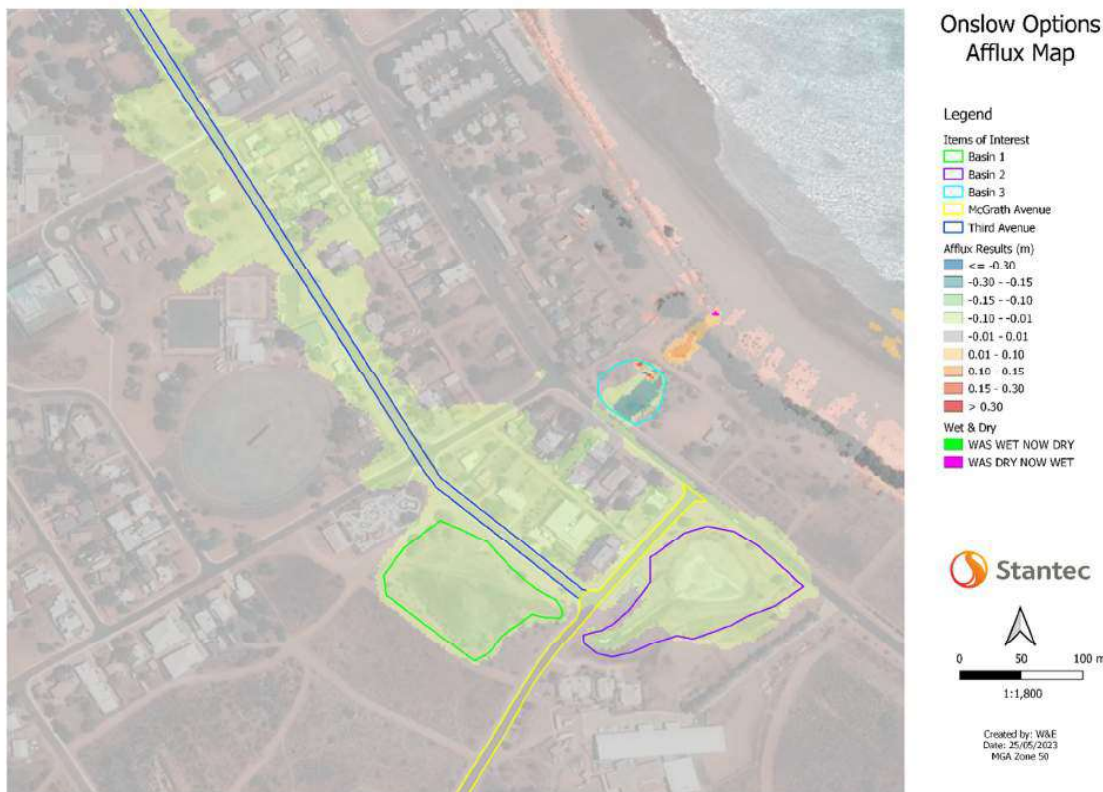 Onslow Options
Afflux Map
Legend
Items of Interest
Basin 1
Basin 2
Basin 3
McGrath Avenue
Third Avenue
Afflux Results (m)
<= -0.30
-0.30 - -0.15
-0.15 - -0.10
-0.10 - -0.01
-0.01 - 0.01
0.01 - 0.10
0.10 - 0.15
0.15 - 0.30
> 0.30
Wet & Dry
WAS WET NOW DRY
WAS DRY NOW WET
Stantec
0 50 100 m
1:1,800
Created by: W&E
Date: 25/05/2023
MGA Zone 50